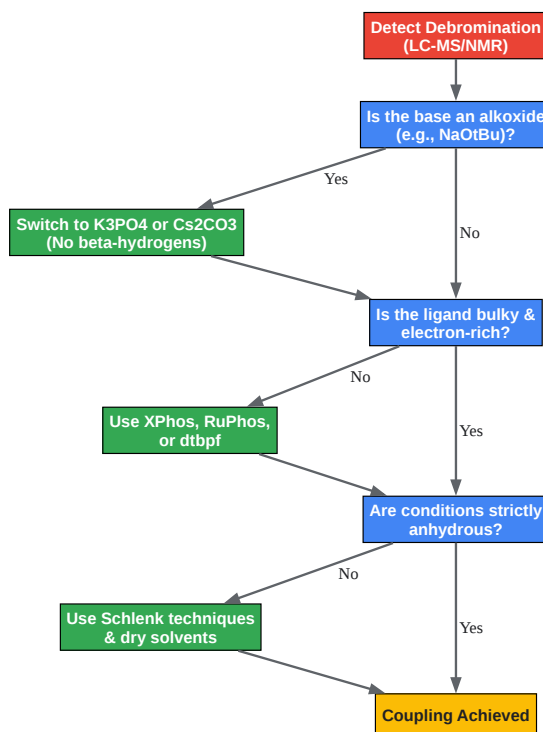 Detect Debromination
(LC-MS/NMR)
Is the base an alkoxide
(e.g., NaOtBu)?
Yes
Switch to K3PO4 or Cs2CO3
(No beta-hydrogens)
No
Is the ligand bulky &
electron-rich?
No
Use XPhos, RuPhos,
or dtbpf
Yes
Are conditions strictly
anhydrous?
No
Use Schlenk techniques
& dry solvents
Yes
Coupling Achieved